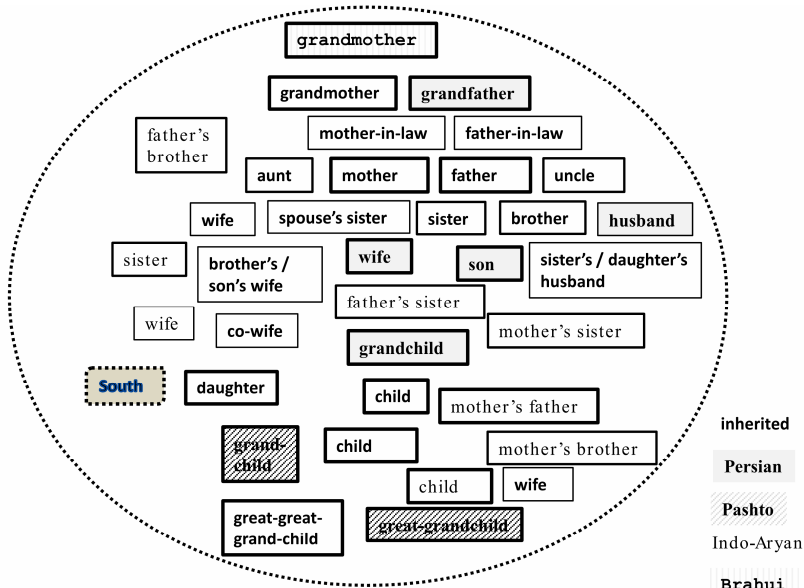 grandmother
grandmother
grandfather
mother-in-law
father-in-law
father's
brother
aunt
mother
father
uncle
wife
spouse's sister
sister
brother
husband
sister
brother's /
son's wife
wife
son
sister's / daughter's
husband
father's sister
wife
co-wife
mother's sister
grandchild
South
daughter
child
mother's father
grand-
child
child
mother's brother
child
wife
great-great-
grand-child
great-grandchild
inherited
Persian
Pashto
Indo-Aryan
Brahui